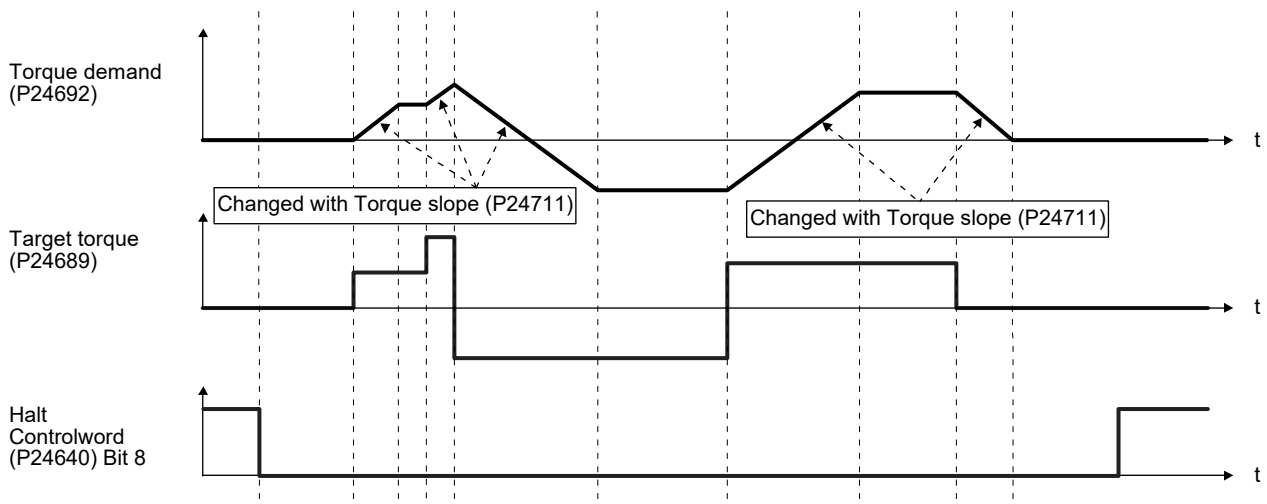 Torque demand
(P24692)
t
Changed with Torque slope (P24711)
Changed with Torque slope (P24711)
Target torque
(P24689)
t
Halt
Controlword
(P24640) Bit 8
t